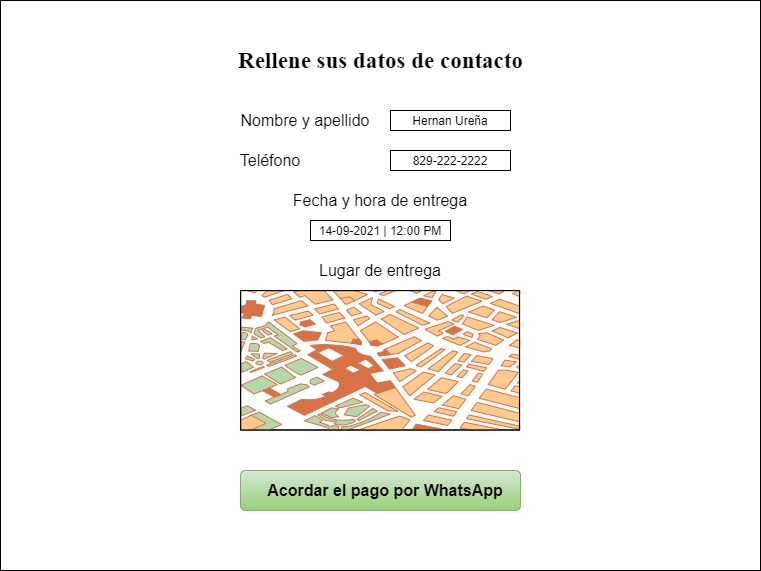 Rellene sus datos de contacto
Nombre y apellido Hernan Ureña
Teléfono 829-222-2222
Fecha y hora de entrega
14-09-2021 | 12:00 PM
Lugar de entrega
Acordar el pago por WhatsApp